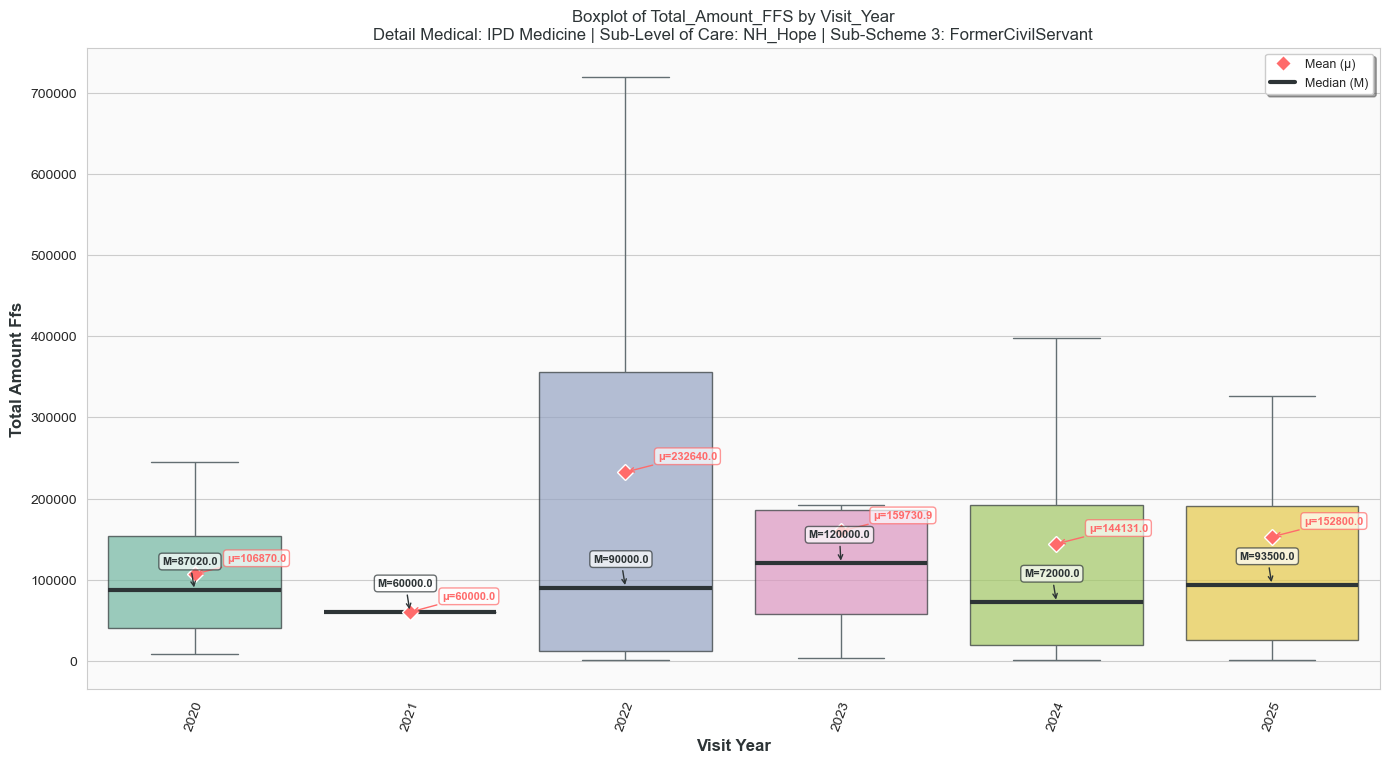 Boxplot of Total_Amount_FFS by Visit_Year
Detail Medical: IPD Medicine | Sub-Level of Care: NH_Hope | Sub-Scheme 3: FormerCivilServant
Mean (μ)
Median (M)
Total Amount Ffs
700000
600000
500000
400000
300000
200000
100000
0
M=87020.0
μ=106870.0
M=60000.0
μ=60000.0
M=90000.0
μ=232640.0
M=120000.0
μ=159730.9
M=72000.0
μ=144131.0
M=93500.0
μ=152800.0
2020
2021
2022
2023
2024
2025
Visit Year